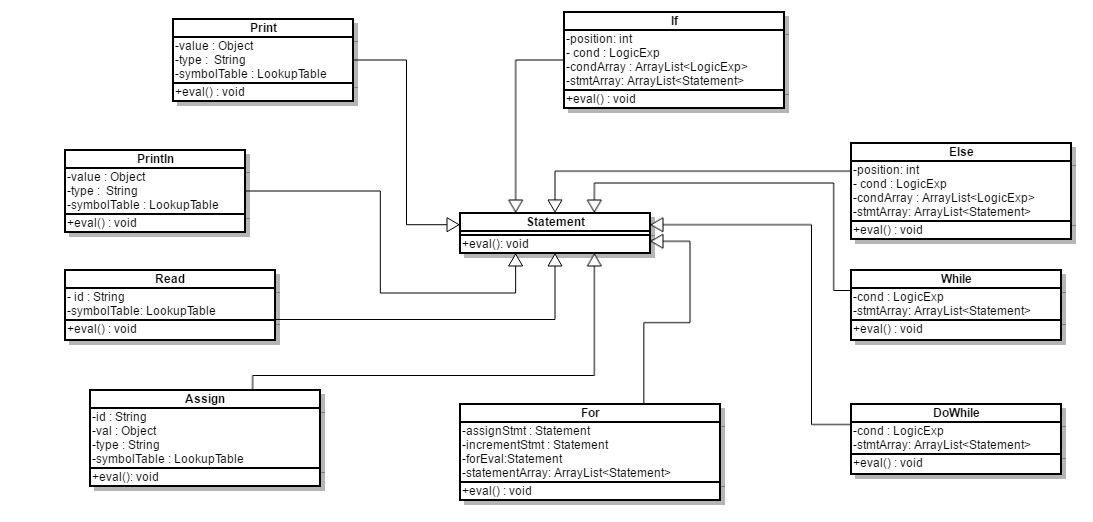 Print
-value : Object
-type :  String
-symbolTable : LookupTable
+eval() : void
If
-position: int
- cond : LogicExp
-condArray : ArrayList<LogicExp>
-stmtArray: ArrayList<Statement>
+eval() : void
Println
-value : Object
-type :  String
-symbolTable : LookupTable
+eval() : void
Else
-position: int
- cond : LogicExp
-condArray : ArrayList<LogicExp>
-stmtArray: ArrayList<Statement>
+eval() : void
Statement
+eval(): void
Read
- id : String
-symbolTable: LookupTable
+eval() : void
While
-cond : LogicExp
-stmtArray: ArrayList<Statement>
+eval() : void
Assign
-id : String
-val : Object
-type : String
-symbolTable : LookupTable
+eval(): void
For
-assignStmt : Statement
-incrementStmt : Statement
-forEval:Statement
-statementArray: ArrayList<Statement>
+eval() : void
DoWhile
-cond : LogicExp
-stmtArray: ArrayList<Statement>
+eval() : void